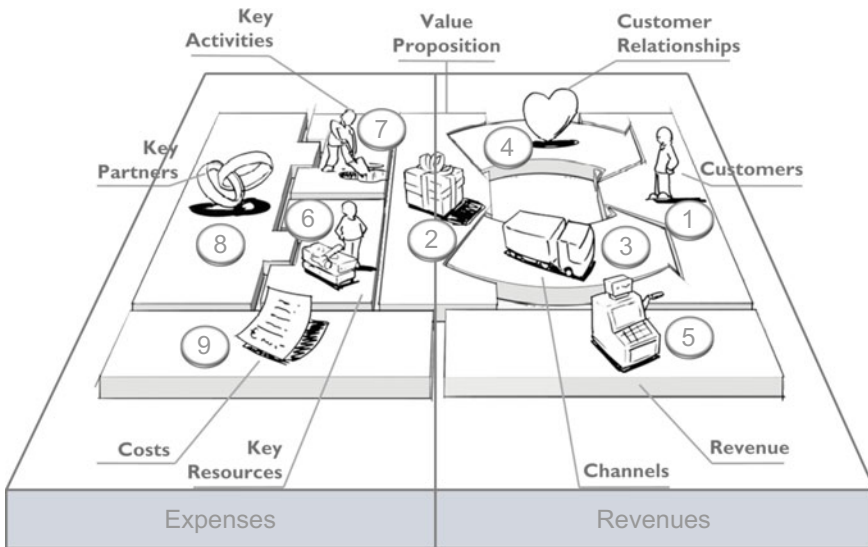 Key
Activities
Value
Proposition
Customer
Relationships
7
4
Key
Partners
Customers
6
1
8
2
3
9
5
Costs
Key
Resources
Channels
Revenue
Expenses
Revenues